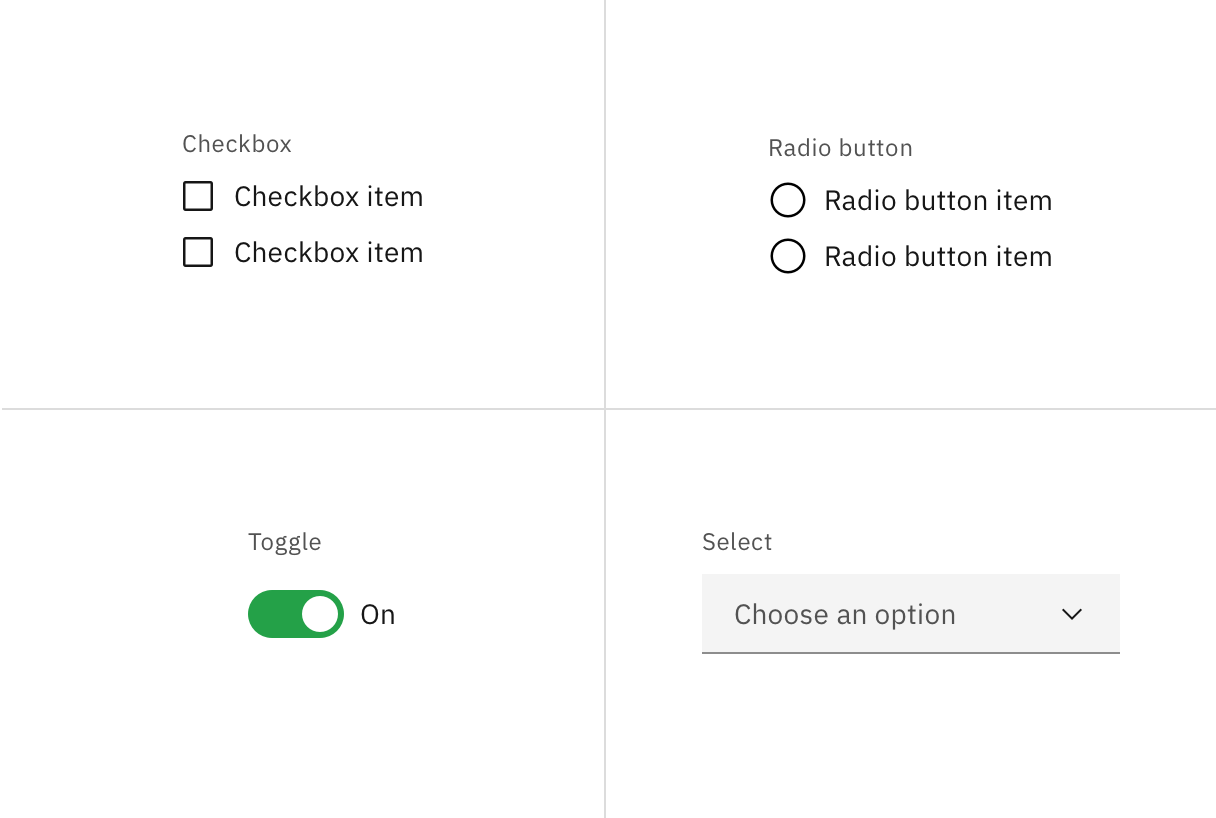 Checkbox
Checkbox item
Checkbox item
Radio button
Radio button item
Radio button item
Toggle
On
Select
Choose an option